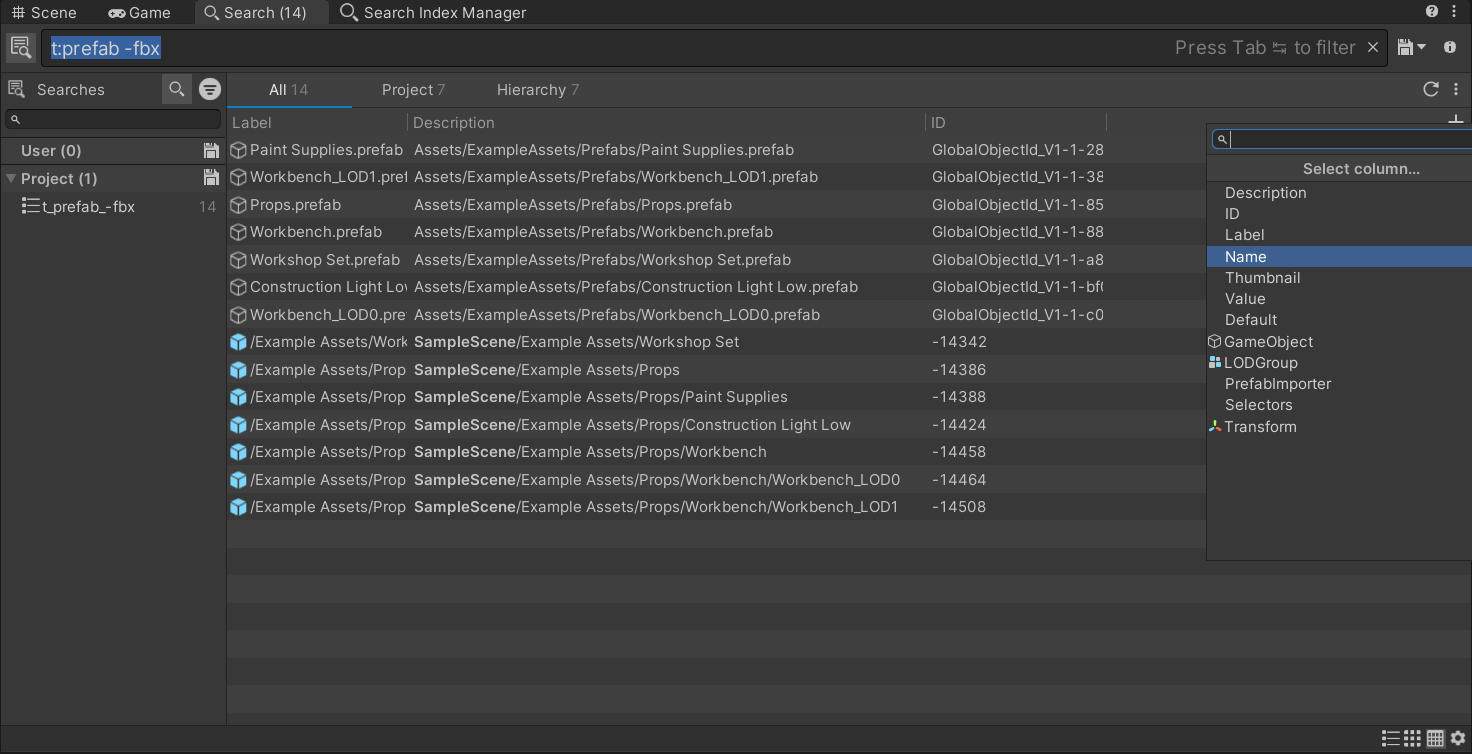 Scene Game Search (14) Search Index Manager
t:prefab -fbx Press Tab to filter
Searches All 14 Project 7 Hierarchy 7
Label Description ID
User (0)
Project (1)
t_prefab_-fbx 14
Paint Supplies.prefab Assets/ExampleAssets/Prefabs/Paint Supplies.prefab GlobalObjectId_V1-1-28
Workbench_LOD1.pref Assets/ExampleAssets/Prefabs/Workbench_LOD1.prefab GlobalObjectId_V1-1-38
Props.prefab Assets/ExampleAssets/Prefabs/Props.prefab GlobalObjectId_V1-1-85
Workbench.prefab Assets/ExampleAssets/Prefabs/Workbench.prefab GlobalObjectId_V1-1-88
Workshop Set.prefab Assets/ExampleAssets/Prefabs/Workshop Set.prefab GlobalObjectId_V1-1-a8
Construction Light Lov Assets/ExampleAssets/Prefabs/Construction Light Low.prefab GlobalObjectId_V1-1-bf0
Workbench_LOD0.pre Assets/ExampleAssets/Prefabs/Workbench_LOD0.prefab GlobalObjectId_V1-1-c0
/Example Assets/Work SampleScene/Example Assets/Workshop Set -14342
/Example Assets/Prop SampleScene/Example Assets/Props -14386
/Example Assets/Prop SampleScene/Example Assets/Props/Paint Supplies -14388
/Example Assets/Prop SampleScene/Example Assets/Props/Construction Light Low -14424
/Example Assets/Prop SampleScene/Example Assets/Props/Workbench -14458
/Example Assets/Prop SampleScene/Example Assets/Props/Workbench/Workbench_LOD0 -14464
/Example Assets/Prop SampleScene/Example Assets/Props/Workbench/Workbench_LOD1 -14508
Select column...
Description
ID
Label
Name
Thumbnail
Value
Default
GameObject
LODGroup
PrefabImporter
Selectors
Transform